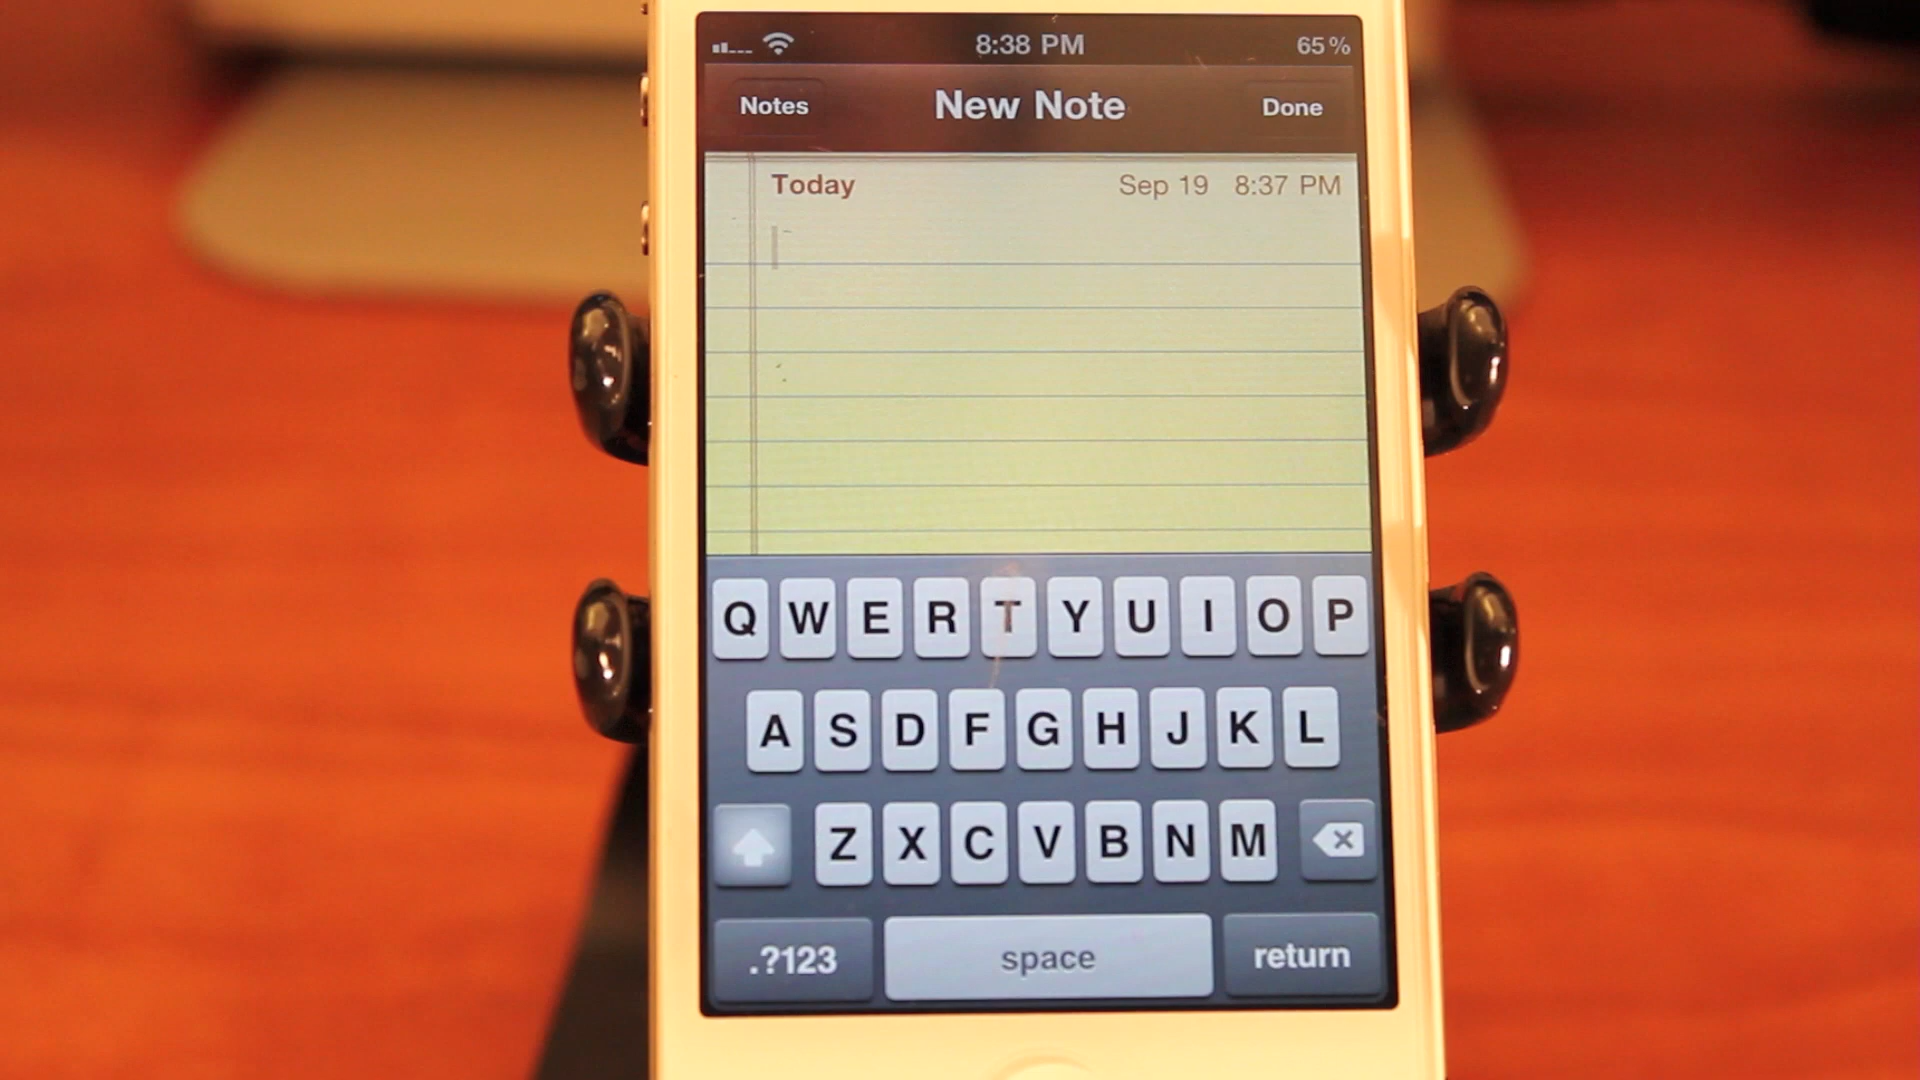 8:38 PM 65%
Notes New Note Done
Today Sep 19 8:37 PM
Q W E R T Y U I O P
A S D F G H J K L
Z X C V B N M
.?123 space return